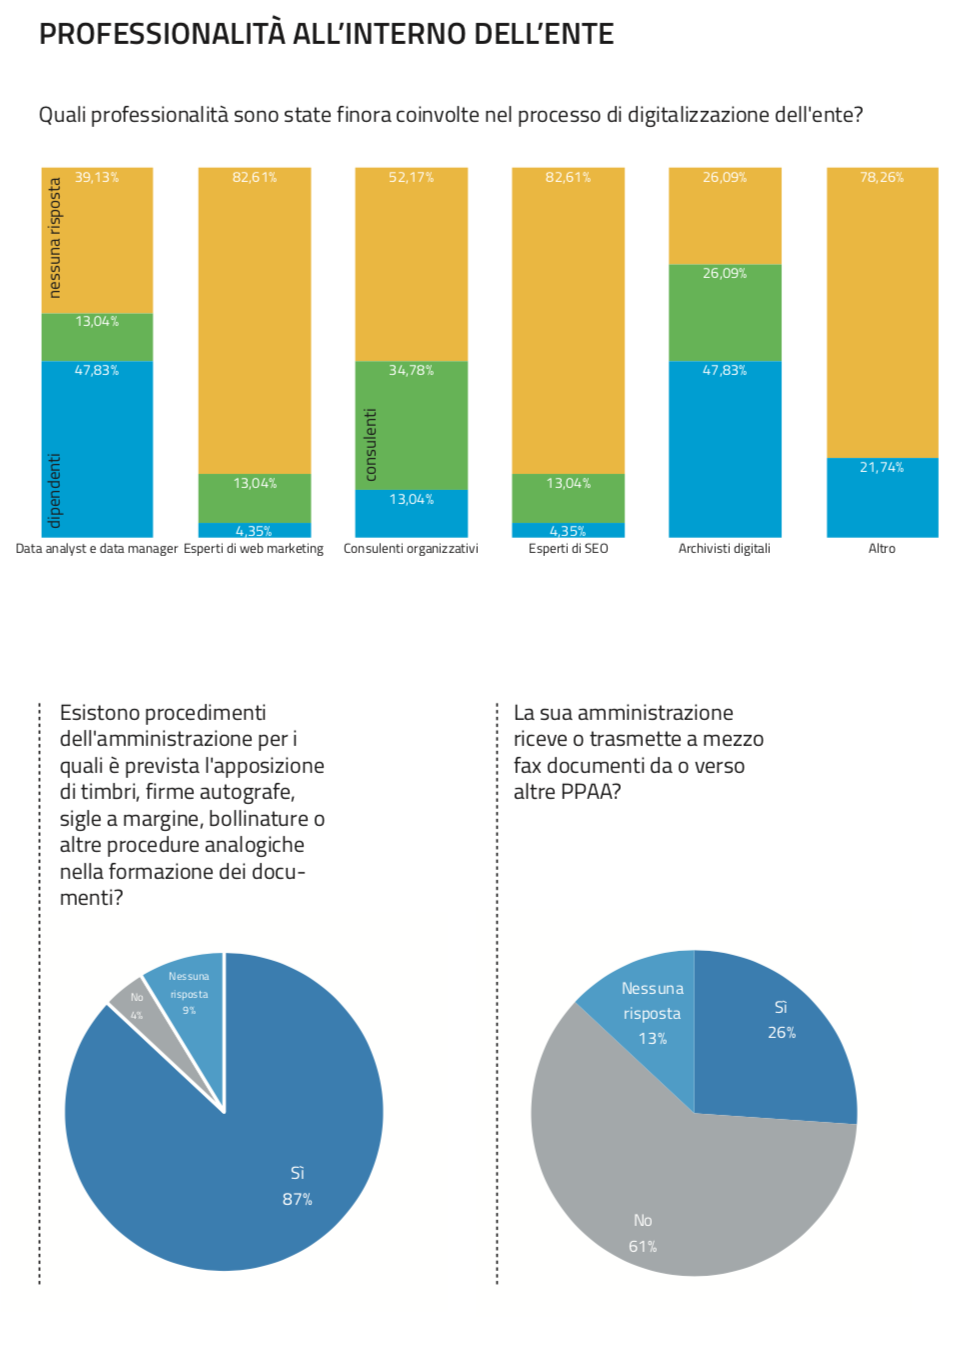 PROFESSIONALITÀ ALL’INTERNO DELL’ENTE
Quali professionalità sono state finora coinvolte nel processo di digitalizzazione dell'ente?
39,13%
nessuna risposta
13,04%
47,83%
dipendenti
Data analyst e data manager
82,61%
13,04%
4,35%
Esperti di web marketing
52,17%
34,78%
consulenti
13,04%
Consulenti organizzativi
82,61%
13,04%
4,35%
Esperti di SEO
26,09%
26,09%
47,83%
Archivisti digitali
78,26%
21,74%
Altro
Esistono procedimenti
dell'amministrazione per i
quali è prevista l'apposizione
di timbri, firme autografe,
sigle a margine, bollinature o
altre procedure analogiche
nella formazione dei docu-
menti?
Nessuna
risposta
9%
No
4%
Sì
87%
La sua amministrazione
riceve o trasmette a mezzo
fax documenti da o verso
altre PPAA?
Nessuna
risposta
13%
Sì
26%
No
61%